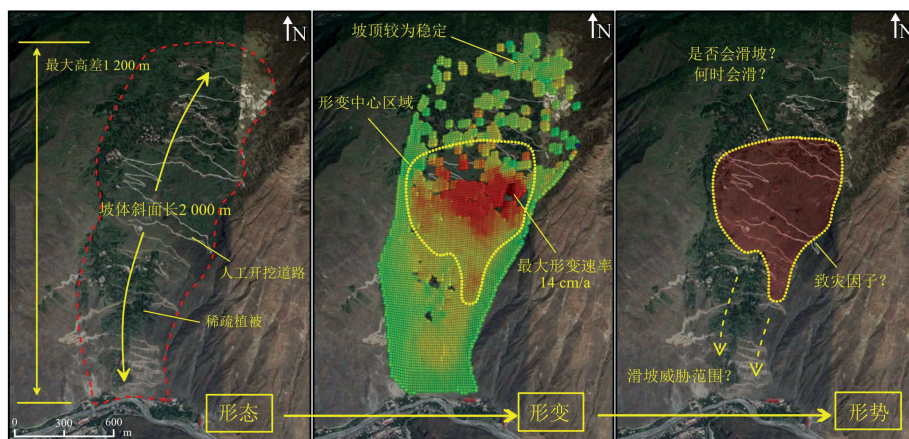 N
最大高差1 200 m
坡体斜面长2 000 m
人工开挖道路
稀疏植被
0 300 600
m
形态
N
坡顶较为稳定
形变中心区域
最大形变速率
14 cm/a
形变
N
是否会滑坡？
何时会滑？
致灾因子？
滑坡威胁范围？
形势